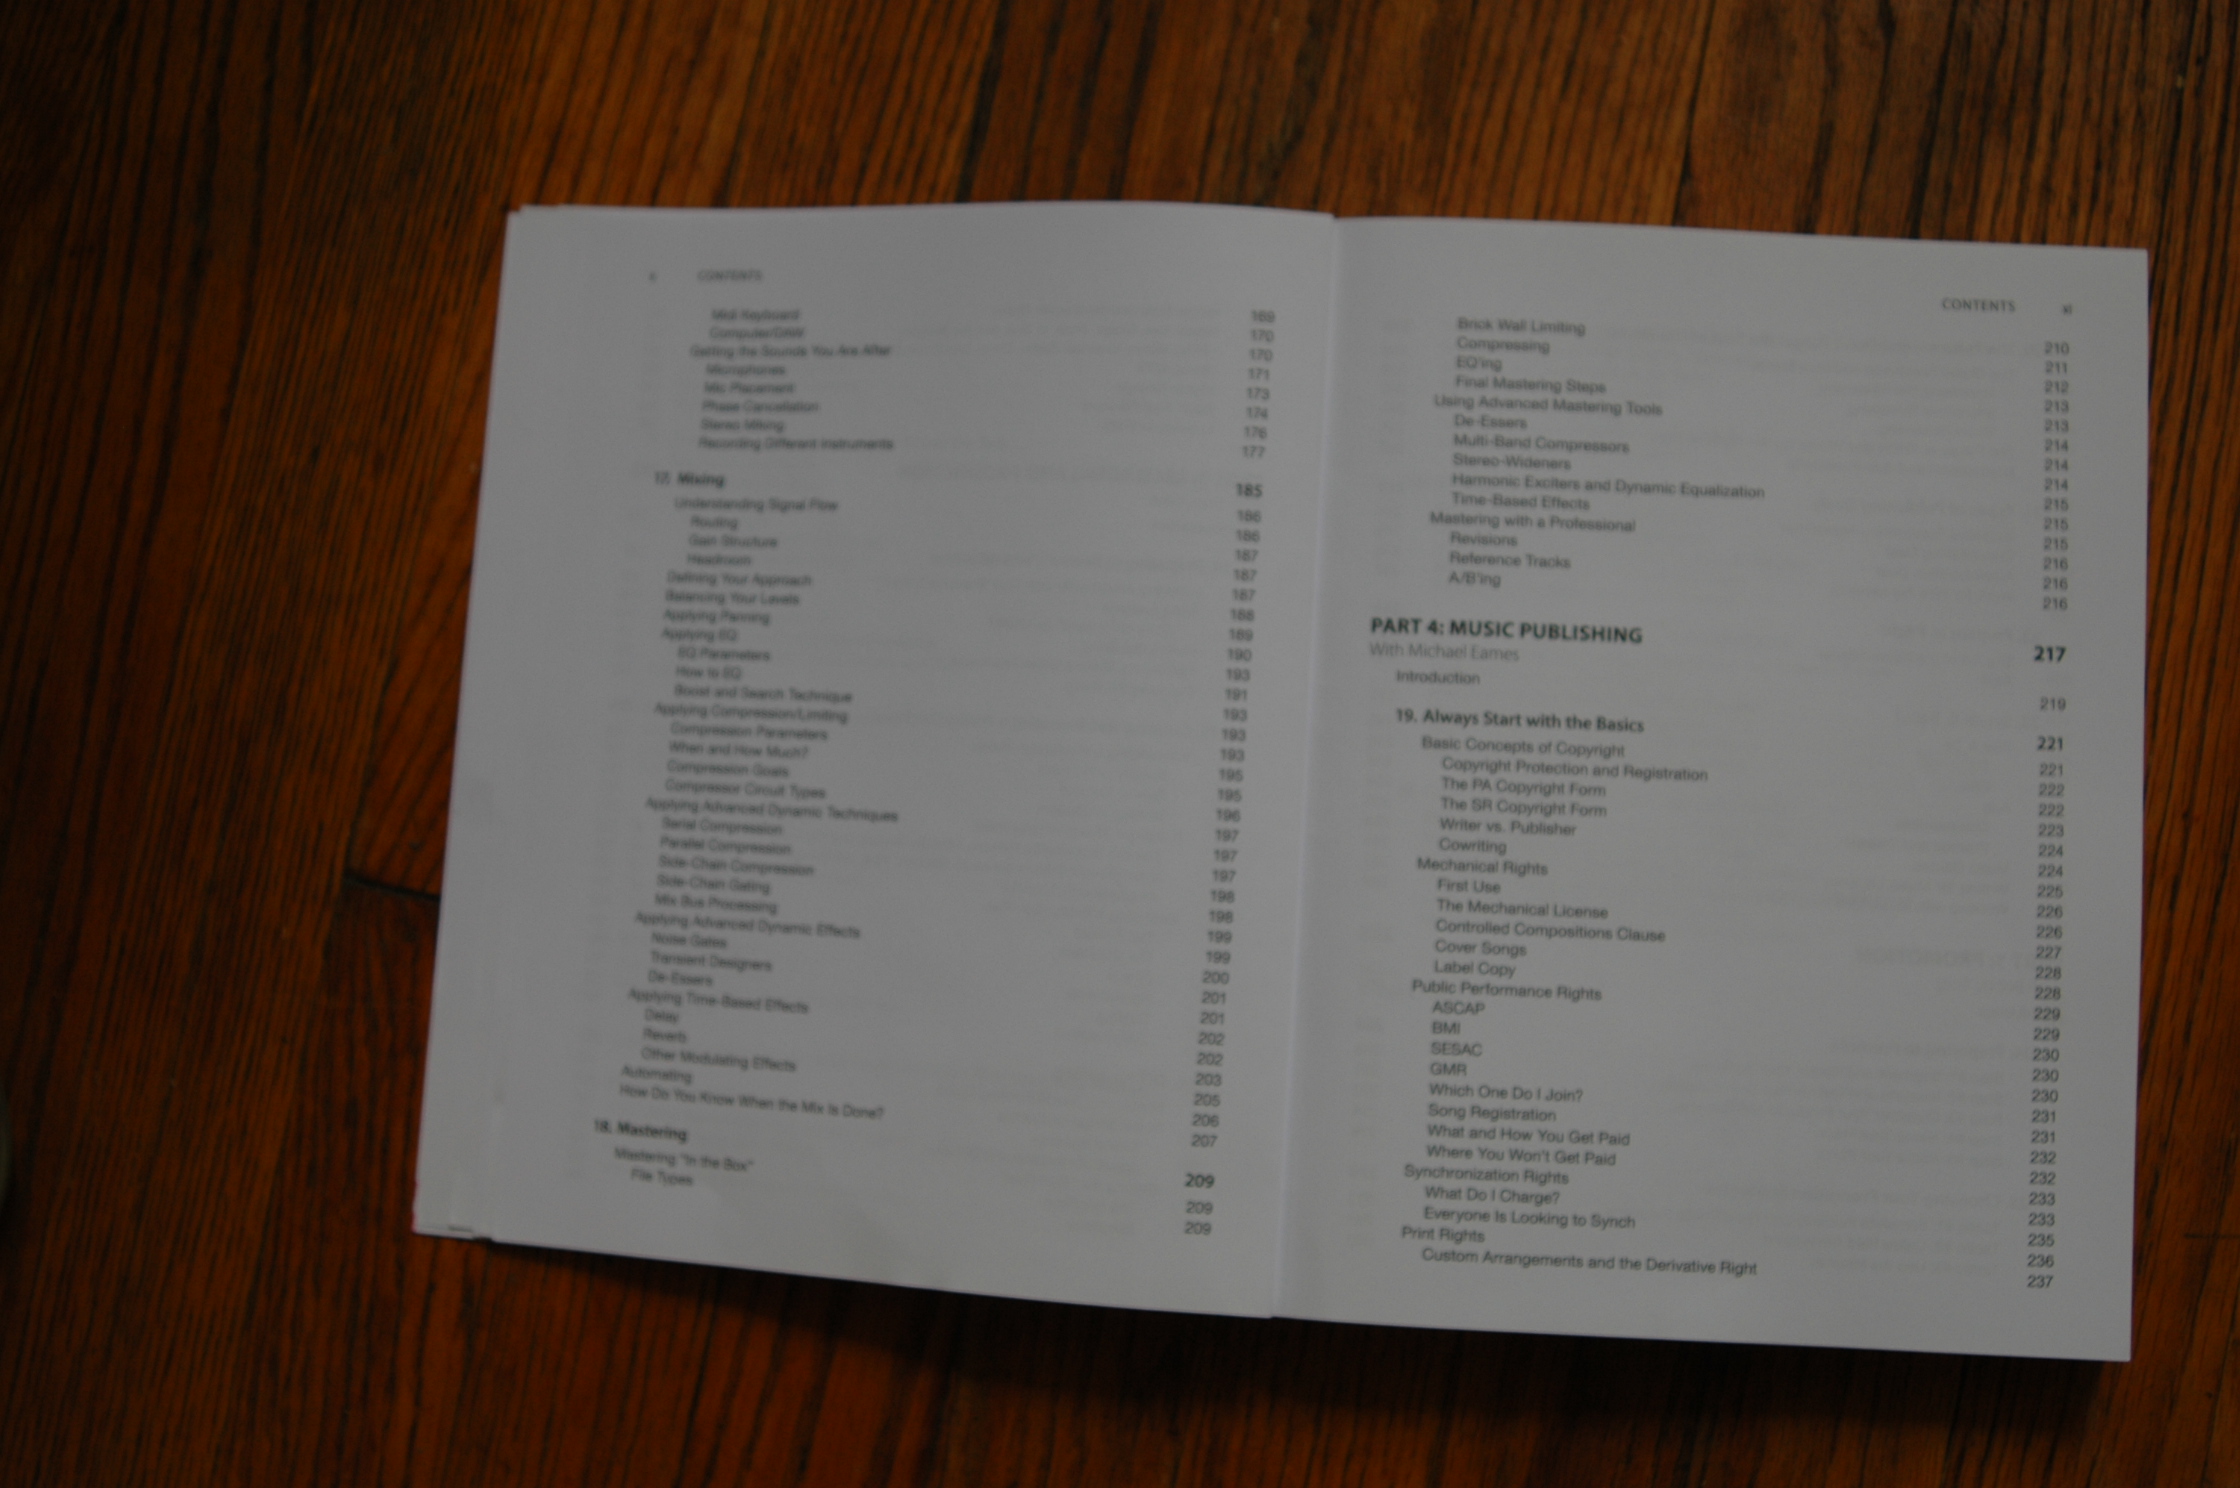 x CONTENTS
Midi Keyboard 169
Computer/DAW 170
Getting the Sounds You Are After 170
Microphones 171
Mic Placement 173
Phase Cancellation 174
Stereo Miking 176
Recording Different Instruments 177
17. Mixing 185
Understanding Signal Flow 186
Routing 186
Gain Structure 187
Headroom 187
Defining Your Approach 187
Balancing Your Levels 188
Applying Panning 189
Applying EQ 190
EQ Parameters 193
How to EQ 191
Boost and Search Technique 193
Applying Compression/Limiting 193
Compression Parameters 193
When and How Much? 195
Compression Goals 195
Compressor Circuit Types 196
Applying Advanced Dynamic Techniques 197
Serial Compression 197
Parallel Compression 197
Side-Chain Compression 198
Side-Chain Gating 198
Mix Bus Processing 199
Applying Advanced Dynamic Effects 199
Noise Gates 200
Transient Designers 201
De-Essers 201
Applying Time-Based Effects 202
Delay 202
Reverb 203
Other Modulating Effects 205
Automating 206
How Do You Know When the Mix Is Done? 207
18. Mastering 209
Mastering "In the Box" 209
File Types 209
CONTENTS xi
Brick Wall Limiting 210
Compressing 211
EQ'ing 212
Final Mastering Steps 213
Using Advanced Mastering Tools 213
De-Essers 214
Multi-Band Compressors 214
Stereo-Wideners 214
Harmonic Exciters and Dynamic Equalization 215
Time-Based Effects 215
Mastering with a Professional 215
Revisions 216
Reference Tracks 216
A/B'ing 216
PART 4: MUSIC PUBLISHING 217
With Michael Eames
Introduction 219
19. Always Start with the Basics 221
Basic Concepts of Copyright 221
Copyright Protection and Registration 222
The PA Copyright Form 222
The SR Copyright Form 223
Writer vs. Publisher 224
Cowriting 224
Mechanical Rights 225
First Use 226
The Mechanical License 226
Controlled Compositions Clause 227
Cover Songs 228
Label Copy 228
Public Performance Rights 229
ASCAP 229
BMI 230
SESAC 230
GMR 230
Which One Do I Join? 231
Song Registration 231
What and How You Get Paid 232
Where You Won't Get Paid 232
Synchronization Rights 233
What Do I Charge? 233
Everyone Is Looking to Synch 235
Print Rights 236
Custom Arrangements and the Derivative Right 237